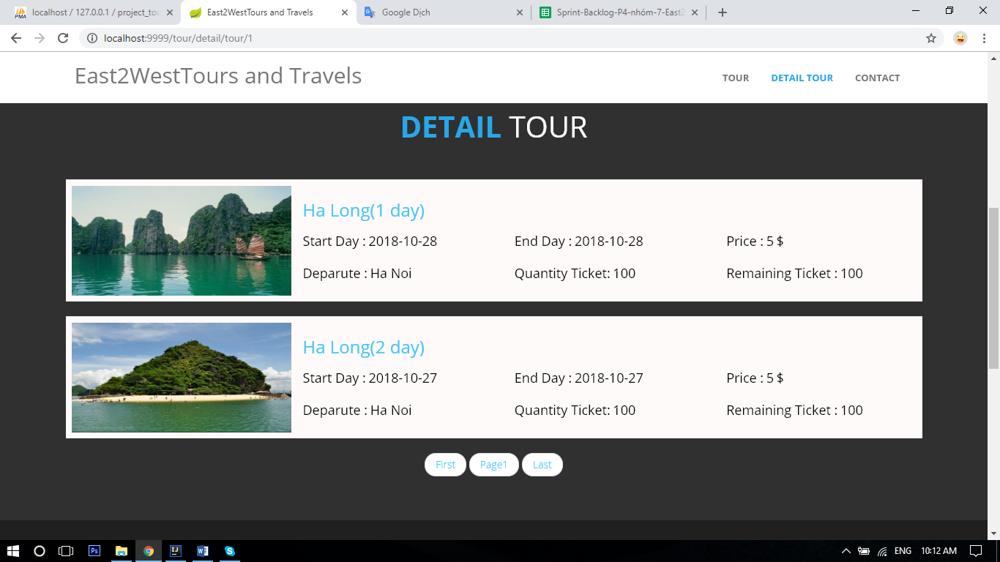 localhost / 127.0.0.1 / project_tou
East2WestTours and Travels
Google Dịch
Sprint-Backlog-P4-nhóm-7-East2
localhost:9999/tour/detail/tour/1
East2WestTours and Travels
TOUR DETAIL TOUR CONTACT
DETAIL TOUR
Ha Long(1 day)
Start Day : 2018-10-28 End Day : 2018-10-28 Price : 5 $
Deparute : Ha Noi Quantity Ticket: 100 Remaining Ticket : 100
Ha Long(2 day)
Start Day : 2018-10-27 End Day : 2018-10-27 Price : 5 $
Deparute : Ha Noi Quantity Ticket: 100 Remaining Ticket : 100
First Page1 Last
ENG 10:12 AM